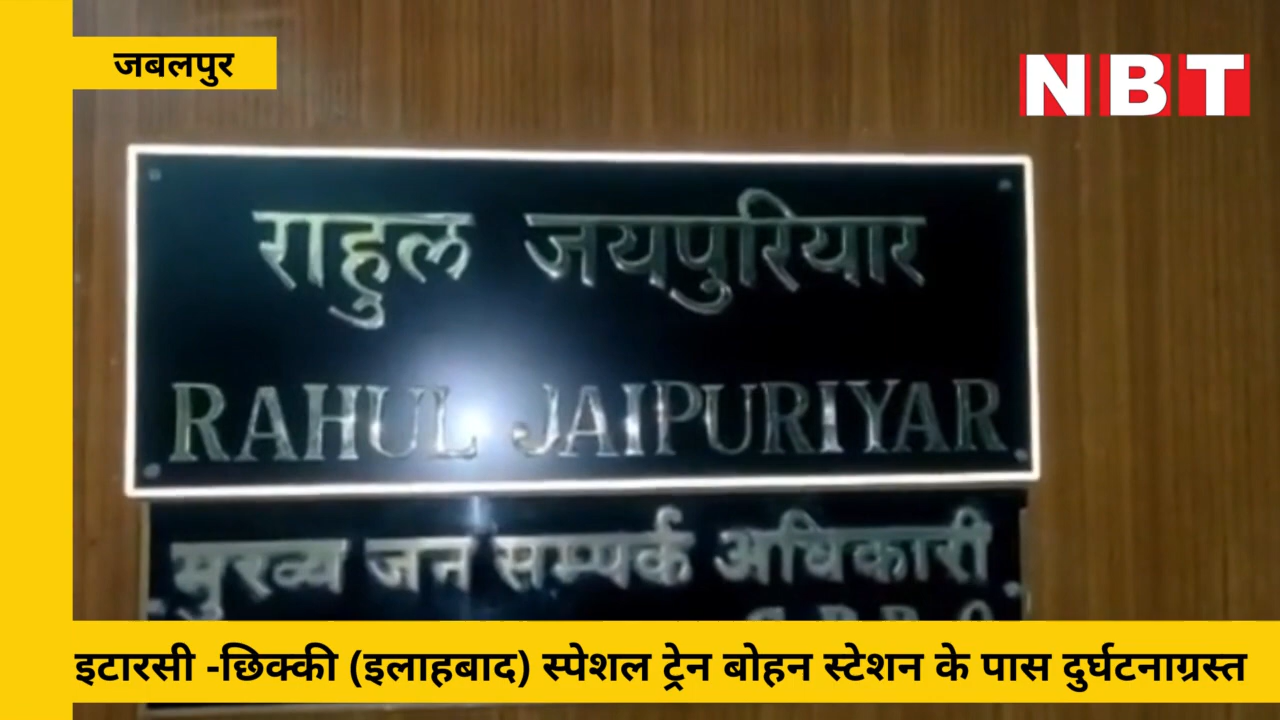 जबलपुर
NBT
राहुल जयपुरियार
RAHUL JAIPURIYAR
मुख्य जन सम्पर्क अधिकारी
इटारसी -छिक्की (इलाहबाद) स्पेशल ट्रेन बोहन स्टेशन के पास दुर्घटनाग्रस्त